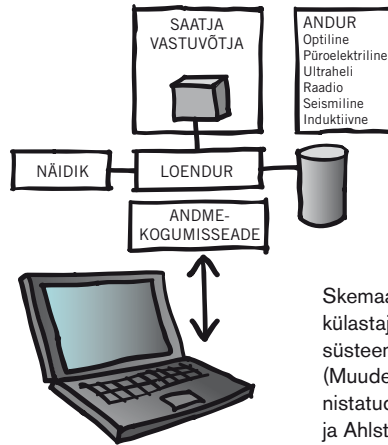 SAATJA
VASTUVÕTJA
ANDUR
Optiline
Püroelektriline
Ultraheli
Raadio
Seismiline
Induktiivne
NÄIDIK
LOENDUR
ANDME-
KOGUMISSEADE
Skemaa
külastaj
süsteem
(Muude
nistatud
ja Ahlst